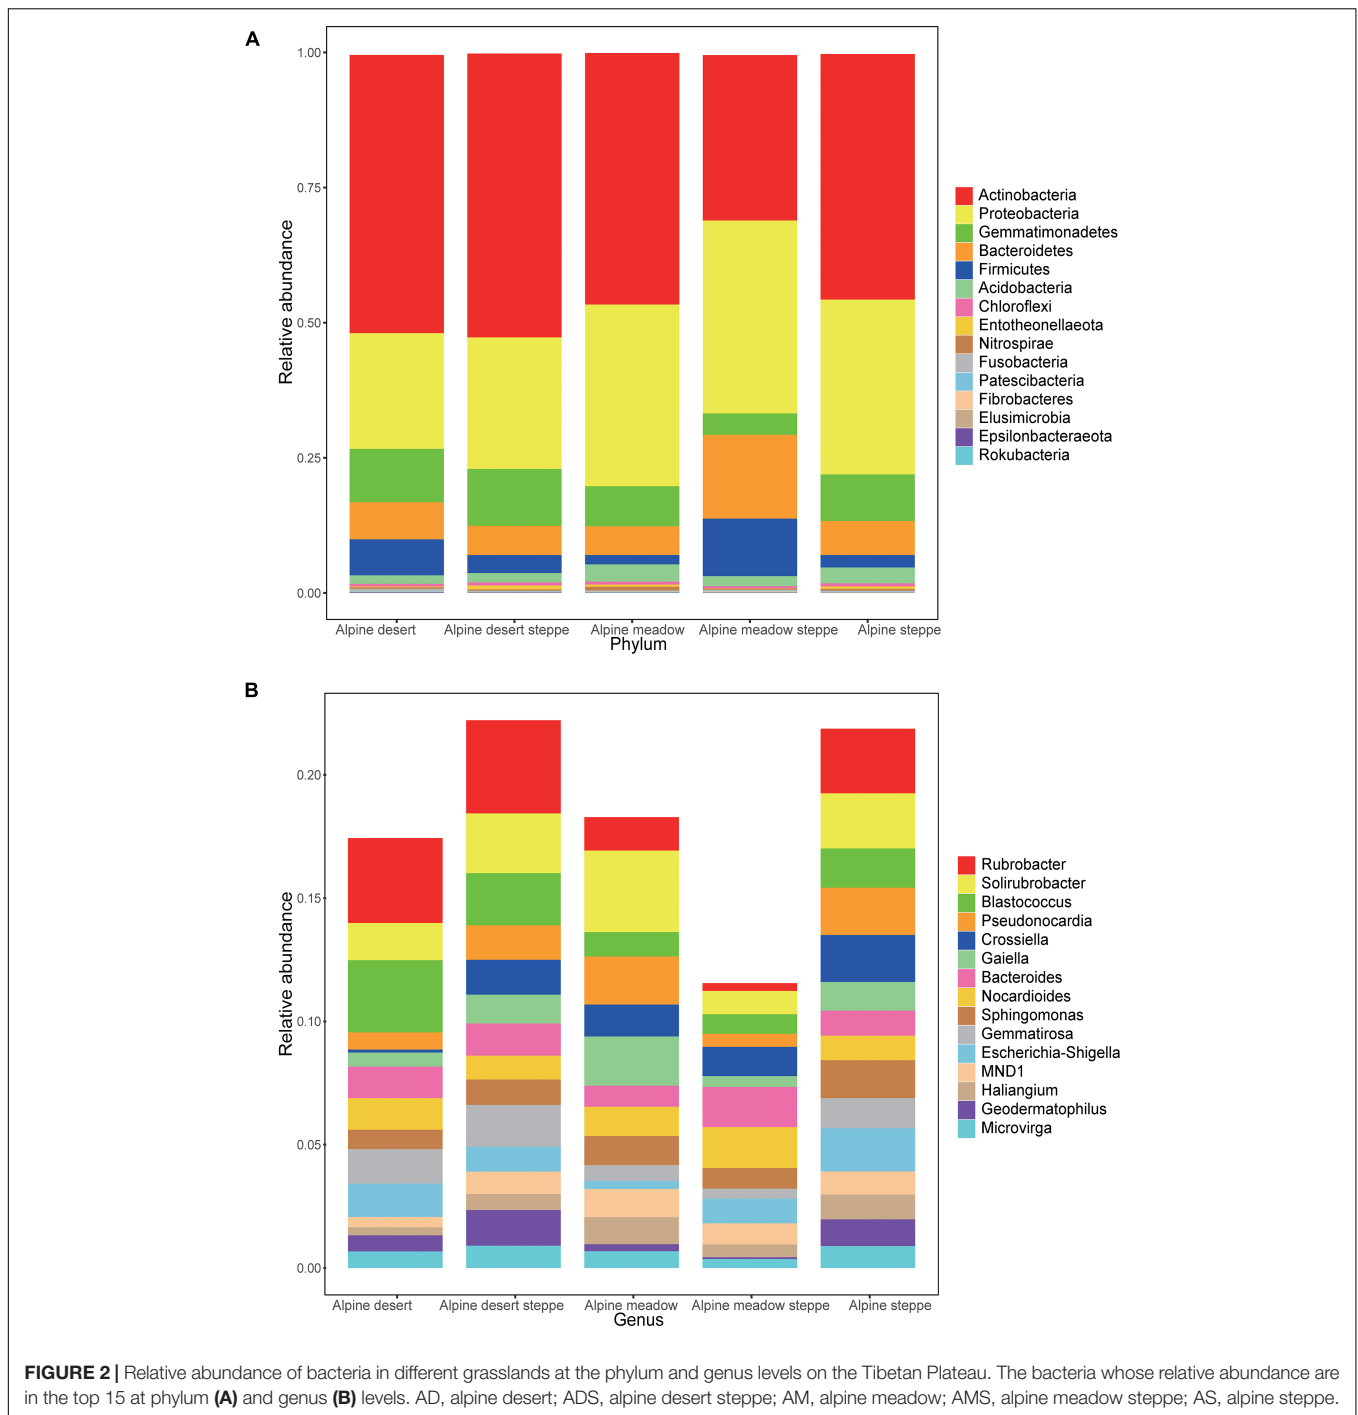 A
1.00
0.75
0.50
0.25
0.00
Relative abundance
Alpine desert
Alpine desert steppe
Alpine meadow
Alpine meadow steppe
Alpine steppe
Phylum
Actinobacteria
Proteobacteria
Gemmatimonadetes
Bacteroidetes
Firmicutes
Acidobacteria
Chloroflexi
Entotheonellaeota
Nitrospirae
Fusobacteria
Patescibacteria
Fibrobacteres
Elusimicrobia
Epsilonbacteraeota
Rokubacteria
B
0.20
0.15
0.10
0.05
0.00
Relative abundance
Alpine desert
Alpine desert steppe
Alpine meadow
Alpine meadow steppe
Alpine steppe
Genus
Rubrobacter
Solirubrobacter
Blastococcus
Pseudonocardia
Crossiella
Gaiella
Bacteroides
Nocardioides
Sphingomonas
Gemmatirosa
Escherichia-Shigella
MND1
Haliangium
Geodermatophilus
Microvirga
FIGURE 2 | Relative abundance of bacteria in different grasslands at the phylum and genus levels on the Tibetan Plateau. The bacteria whose relative abundance are
in the top 15 at phylum (A) and genus (B) levels. AD, alpine desert; ADS, alpine desert steppe; AM, alpine meadow; AMS, alpine meadow steppe; AS, alpine steppe.